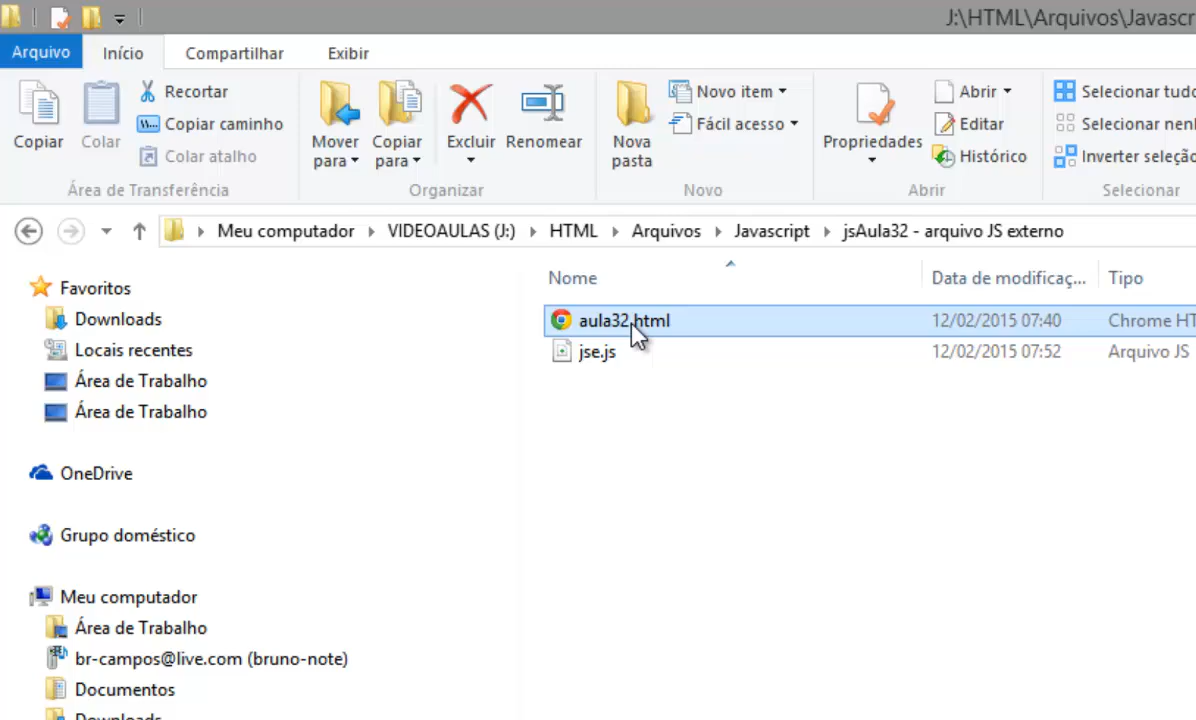 J:\HTML\Arquivos\Javascr
Arquivo Início Compartilhar Exibir
Copiar
Colar
Recortar
Copiar caminho
Colar atalho
Área de Transferência
Mover para
Copiar para
Excluir
Renomear
Organizar
Nova pasta
Novo item
Fácil acesso
Novo
Propriedades
Abrir
Editar
Histórico
Abrir
Selecionar tudo
Selecionar nenh
Inverter seleção
Selecionar
Meu computador VIDEOAULAS (J:) HTML Arquivos Javascript jsAula32 - arquivo JS externo
Favoritos
Downloads
Locais recentes
Área de Trabalho
Área de Trabalho
OneDrive
Grupo doméstico
Meu computador
Área de Trabalho
br-campos@live.com (bruno-note)
Documentos
Downloads
Nome Data de modificaç... Tipo
aula32.html 12/02/2015 07:40 Chrome HT
jse.js 12/02/2015 07:52 Arquivo JS